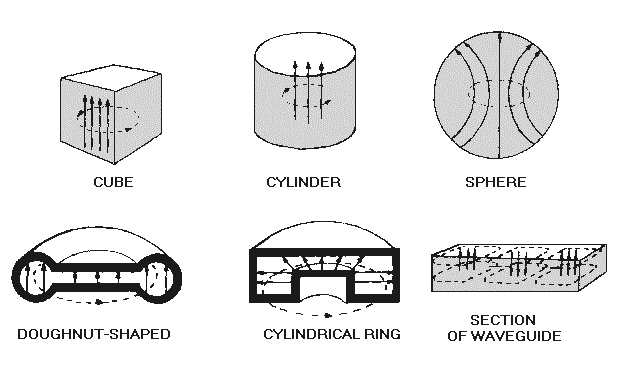 CUBE
CYLINDER
SPHERE
DOUGHNUT-SHAPED
CYLINDRICAL RING
SECTION
OF WAVEGUIDE